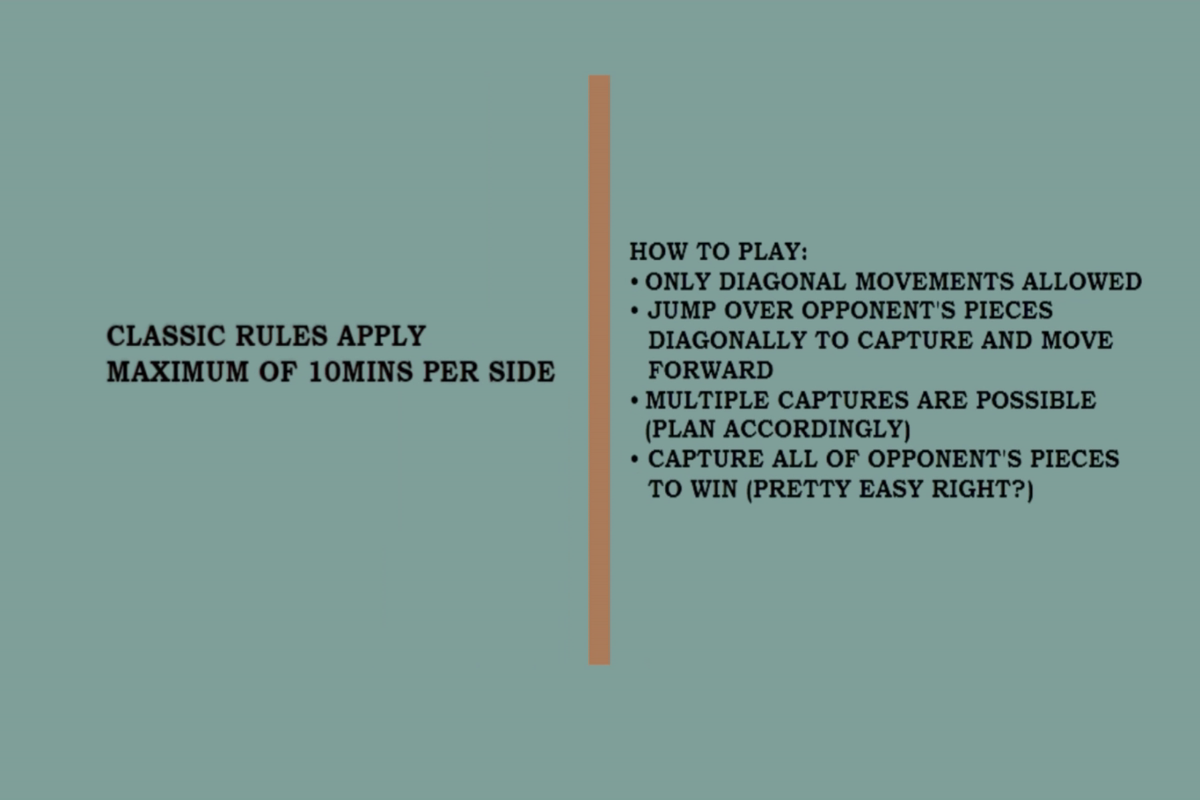 CLASSIC RULES APPLY
MAXIMUM OF 10MINS PER SIDE
HOW TO PLAY:
• ONLY DIAGONAL MOVEMENTS ALLOWED
• JUMP OVER OPPONENT'S PIECES
DIAGONALLY TO CAPTURE AND MOVE
FORWARD
• MULTIPLE CAPTURES ARE POSSIBLE
(PLAN ACCORDINGLY)
• CAPTURE ALL OF OPPONENT'S PIECES
TO WIN (PRETTY EASY RIGHT?)